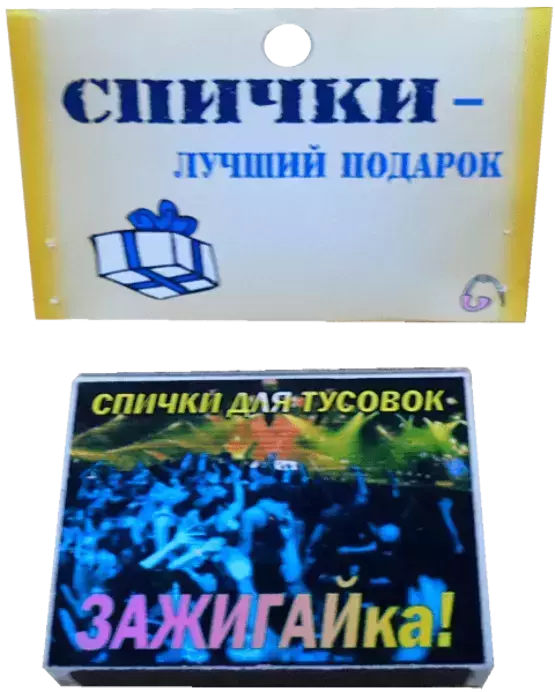 СПИЧКИ –
ЛУЧШИЙ ПОДАРОК
СПИЧКИ ДЛЯ ТУСОВОК
ЗАЖИГАЙка!